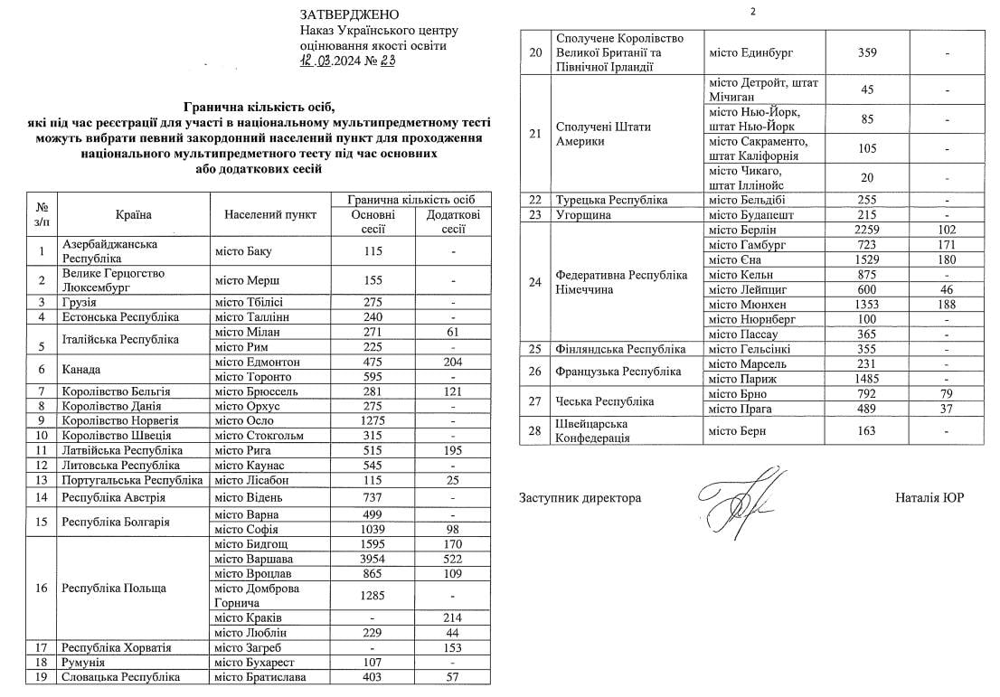 ЗАТВЕРДЖЕНО
Наказ Українського центру
оцінювання якості освіти
12.03.2024 № 23
Гранична кількість осіб,
які під час реєстрації для участі в національному мультипредметному тесті
можуть вибрати певний закордонний населений пункт для проходження
національного мультипредметного тесту під час основних
або додаткових сесій
№ з/п Країна Населений пункт Гранична кількість осіб
Основні сесії Додаткові сесії
1 Азербайджанська Республіка місто Баку 115 -
2 Велике Герцогство Люксембург місто Мерш 155 -
3 Грузія місто Тбілісі 275 -
4 Естонська Республіка місто Таллінн 240 -
5 Італійська Республіка місто Мілан 271 61
місто Рим 225 -
6 Канада місто Едмонтон 475 204
місто Торонто 595 -
7 Королівство Бельгія місто Брюссель 281 121
8 Королівство Данія місто Орхус 275 -
9 Королівство Норвегія місто Осло 1275 -
10 Королівство Швеція місто Стокгольм 315 -
11 Латвійська Республіка місто Рига 515 195
12 Литовська Республіка місто Каунас 545 -
13 Португальська Республіка місто Лісабон 115 25
14 Республіка Австрія місто Відень 737 -
15 Республіка Болгарія місто Варна 499 -
місто Софія 1039 98
16 Республіка Польща місто Бидгощ 1595 170
місто Варшава 3954 522
місто Вроцлав 865 109
місто Домброва Горнича 1285 -
місто Краків - 214
місто Люблін 229 44
17 Республіка Хорватія місто Загреб - 153
18 Румунія місто Бухарест 107 -
19 Словацька Республіка місто Братислава 403 57
2
20 Сполучене Королівство Великої Британії та Північної Ірландії місто Единбург 359 -
21 Сполучені Штати Америки місто Детройт, штат Мічиган 45 -
місто Нью-Йорк, штат Нью-Йорк 85 -
місто Сакраменто, штат Каліфорнія 105 -
місто Чикаго, штат Іллінойс 20 -
22 Турецька Республіка місто Бельдібі 255 -
23 Угорщина місто Будапешт 215 -
24 Федеративна Республіка Німеччина місто Берлін 2259 102
місто Гамбург 723 171
місто Єна 1529 180
місто Кельн 875 -
місто Лейпциг 600 46
місто Мюнхен 1353 188
місто Нюрнберг 100 -
місто Пассау 365 -
25 Фінляндська Республіка місто Гельсінкі 355 -
26 Французька Республіка місто Марсель 231 -
місто Париж 1485 -
27 Чеська Республіка місто Брно 792 79
місто Прага 489 37
28 Швейцарська Конфедерація місто Берн 163 -
Заступник директора Наталія ЮР